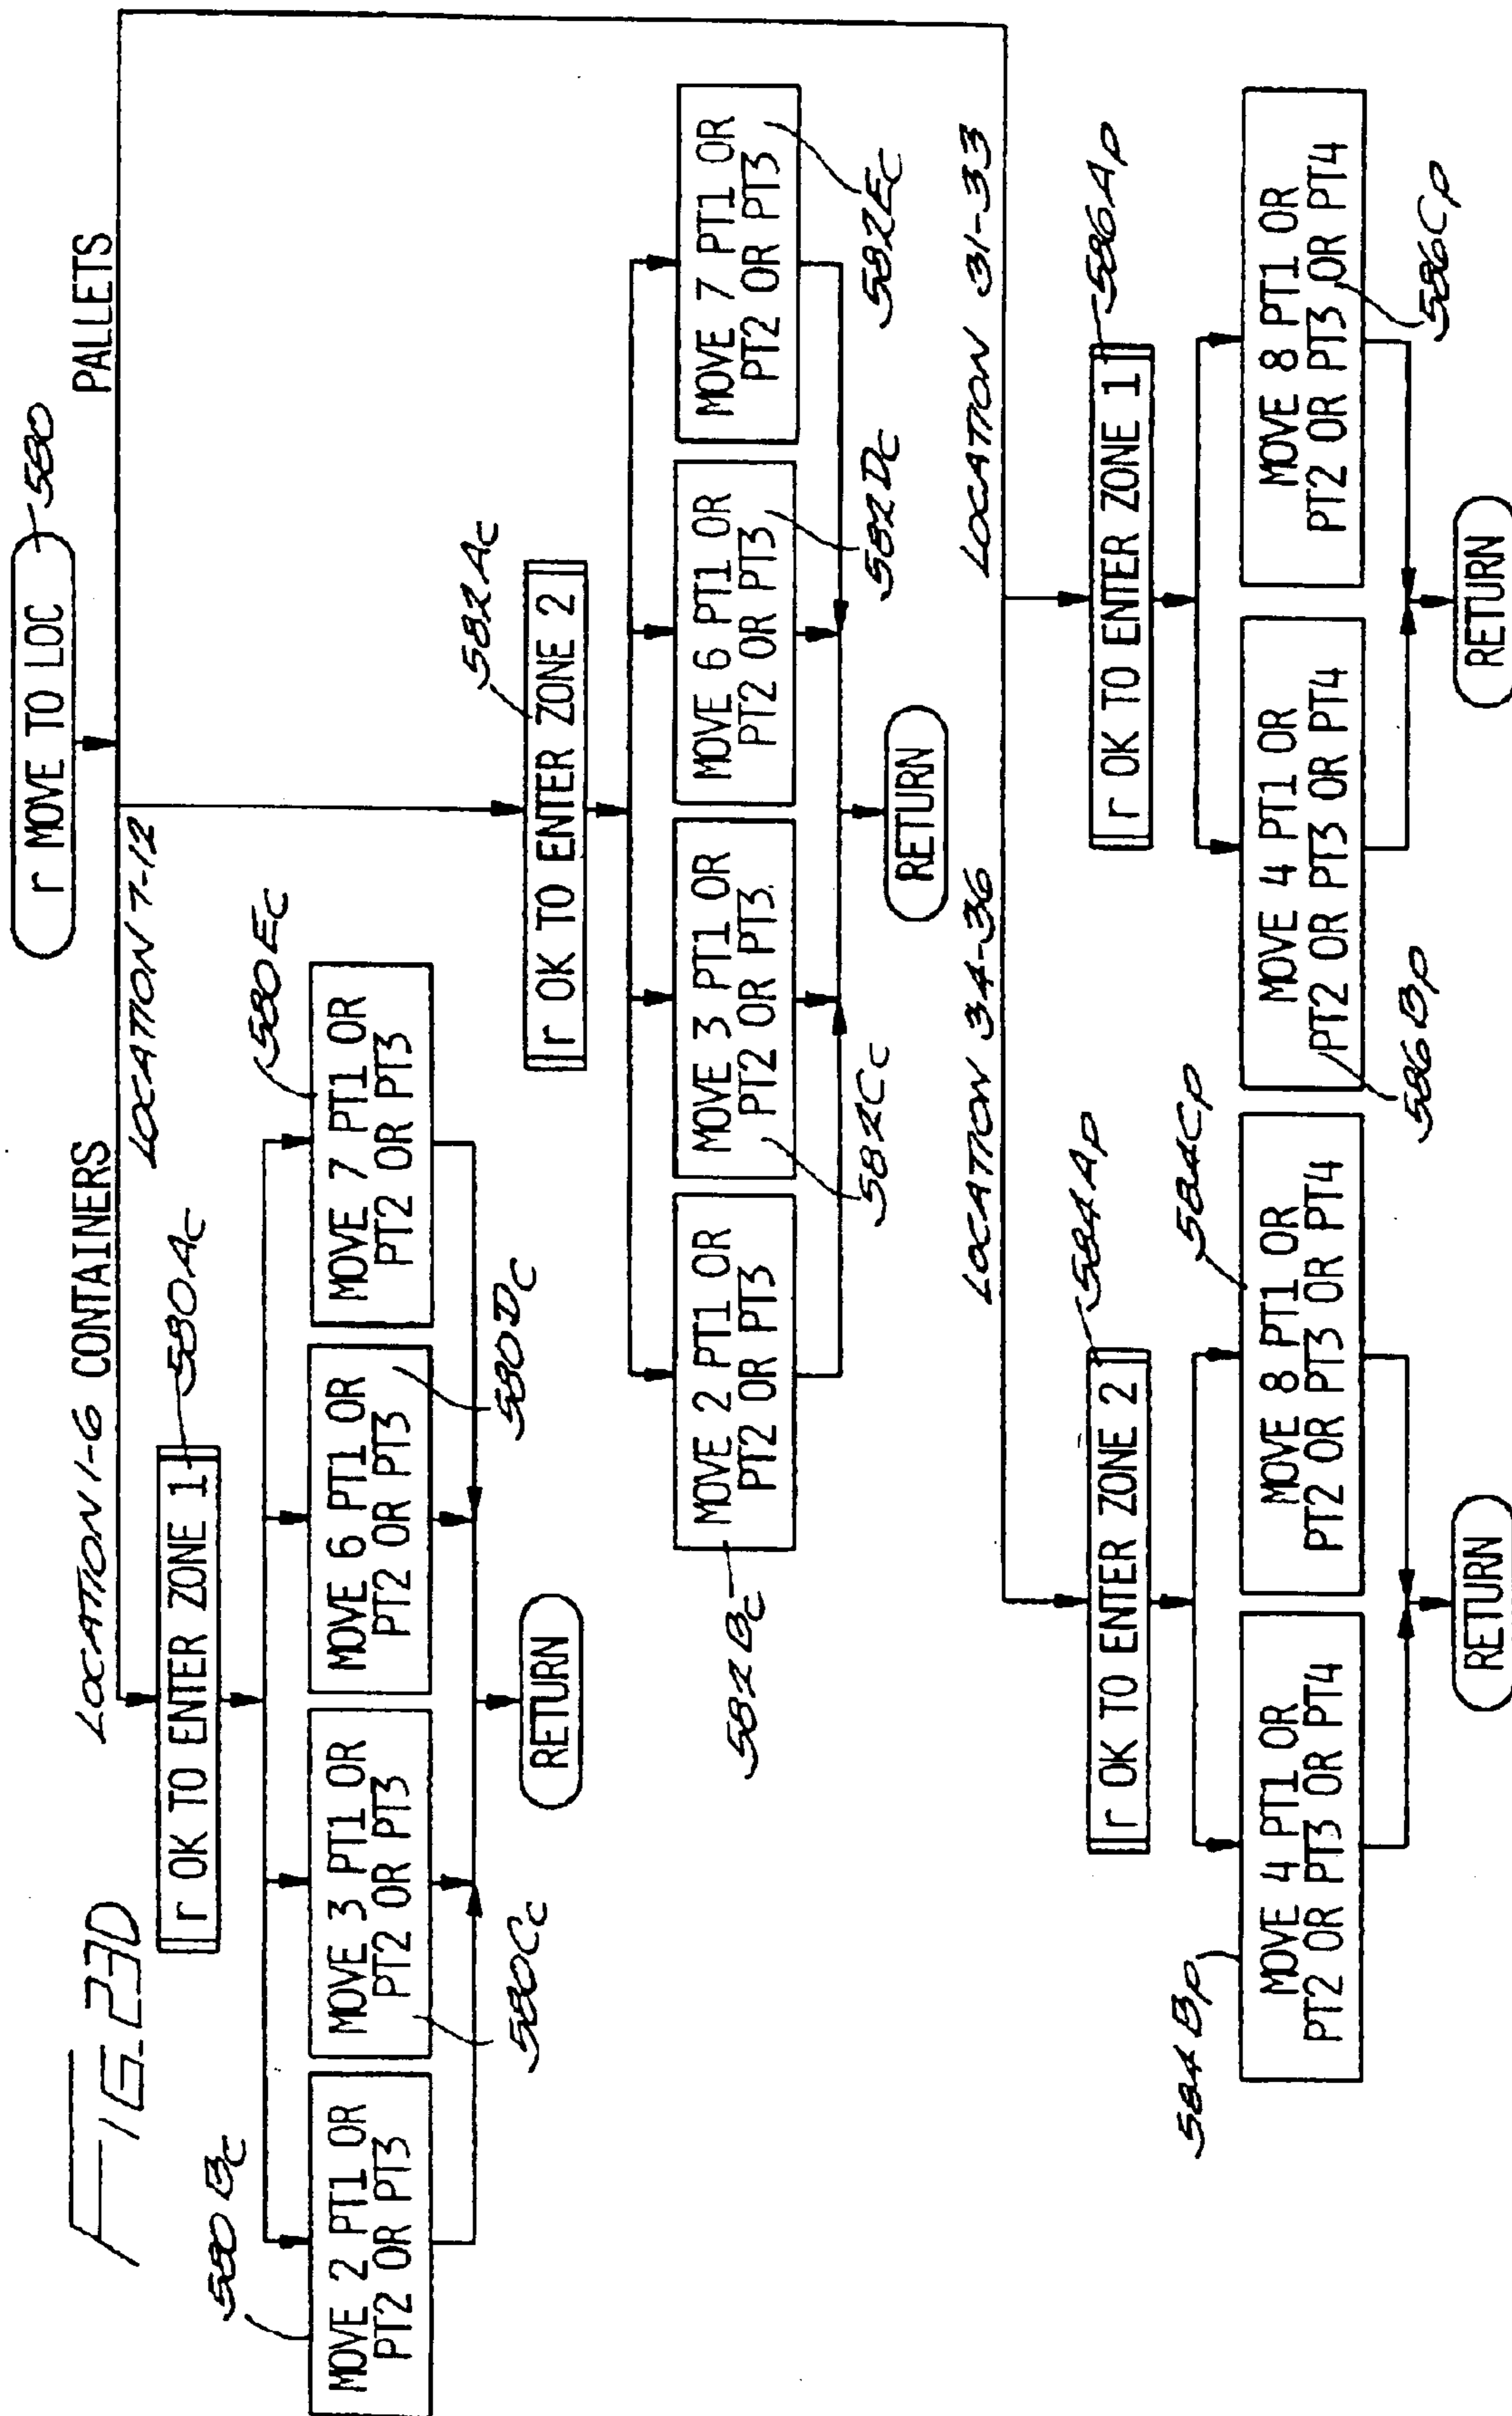 FIG. 23D
r MOVE TO LOC
580
CONTAINERS
PALLETS
LOCATION 1-6
LOCATION 7-12
r OK TO ENTER ZONE 1
580Ac
580Bc
MOVE 2 PT1 OR
PT2 OR PT3
MOVE 3 PT1 OR
PT2 OR PT3
580Cc
MOVE 6 PT1 OR
PT2 OR PT3
580Dc
MOVE 7 PT1 OR
PT2 OR PT3
580Ec
RETURN
r OK TO ENTER ZONE 2
582Ac
582Bc
MOVE 2 PT1 OR
PT2 OR PT3
MOVE 3 PT1 OR
PT2 OR PT3.
582Cc
MOVE 6 PT1 OR
PT2 OR PT3
582Dc
MOVE 7 PT1 OR
PT2 OR PT3
582Ec
RETURN
LOCATION 34-36
LOCATION 31-33
r OK TO ENTER ZONE 2
584Ap
584Bp
MOVE 4 PT1 OR
PT2 OR PT3 OR PT4
MOVE 8 PT1 OR
PT2 OR PT3 OR PT4
584Cp
RETURN
r OK TO ENTER ZONE 1
586Ap
MOVE 4 PT1 OR
PT2 OR PT3 OR PT4
586Bp
MOVE 8 PT1 OR
PT2 OR PT3 OR PT4
586Cp
RETURN